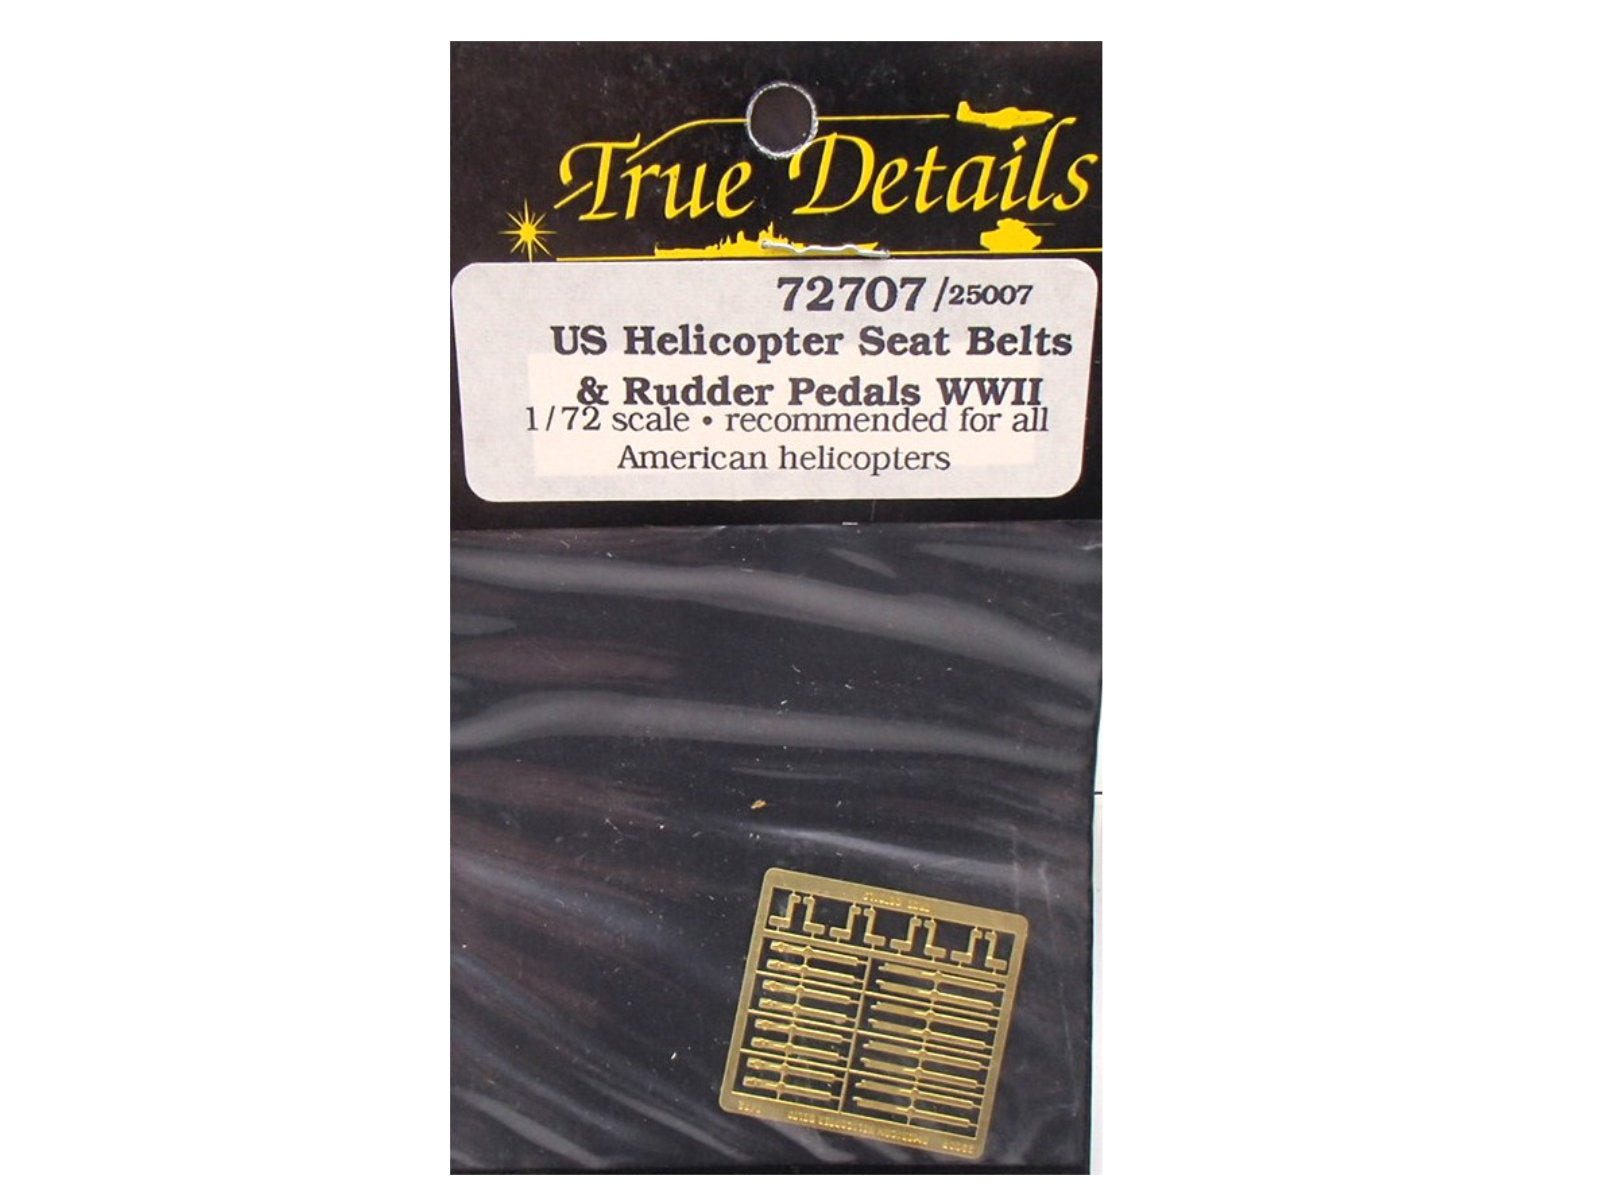 True Details
72707/25007
US Helicopter Seat Belts
& Rudder Pedals WWII
1/72 scale • recommended for all
American helicopters